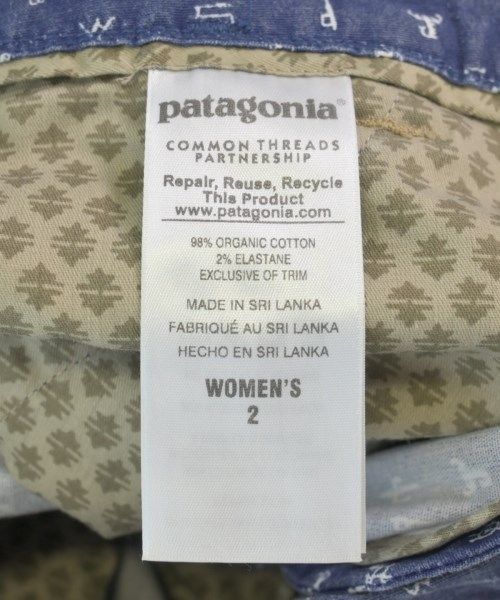 patagonia®
COMMON THREADS
PARTNERSHIP
Repair, Reuse, Recycle
This Product
www.patagonia.com
98% ORGANIC COTTON
2% ELASTANE
EXCLUSIVE OF TRIM
MADE IN SRI LANKA
FABRIQUÉ AU SRI LANKA
HECHO EN SRI LANKA
WOMEN'S
2